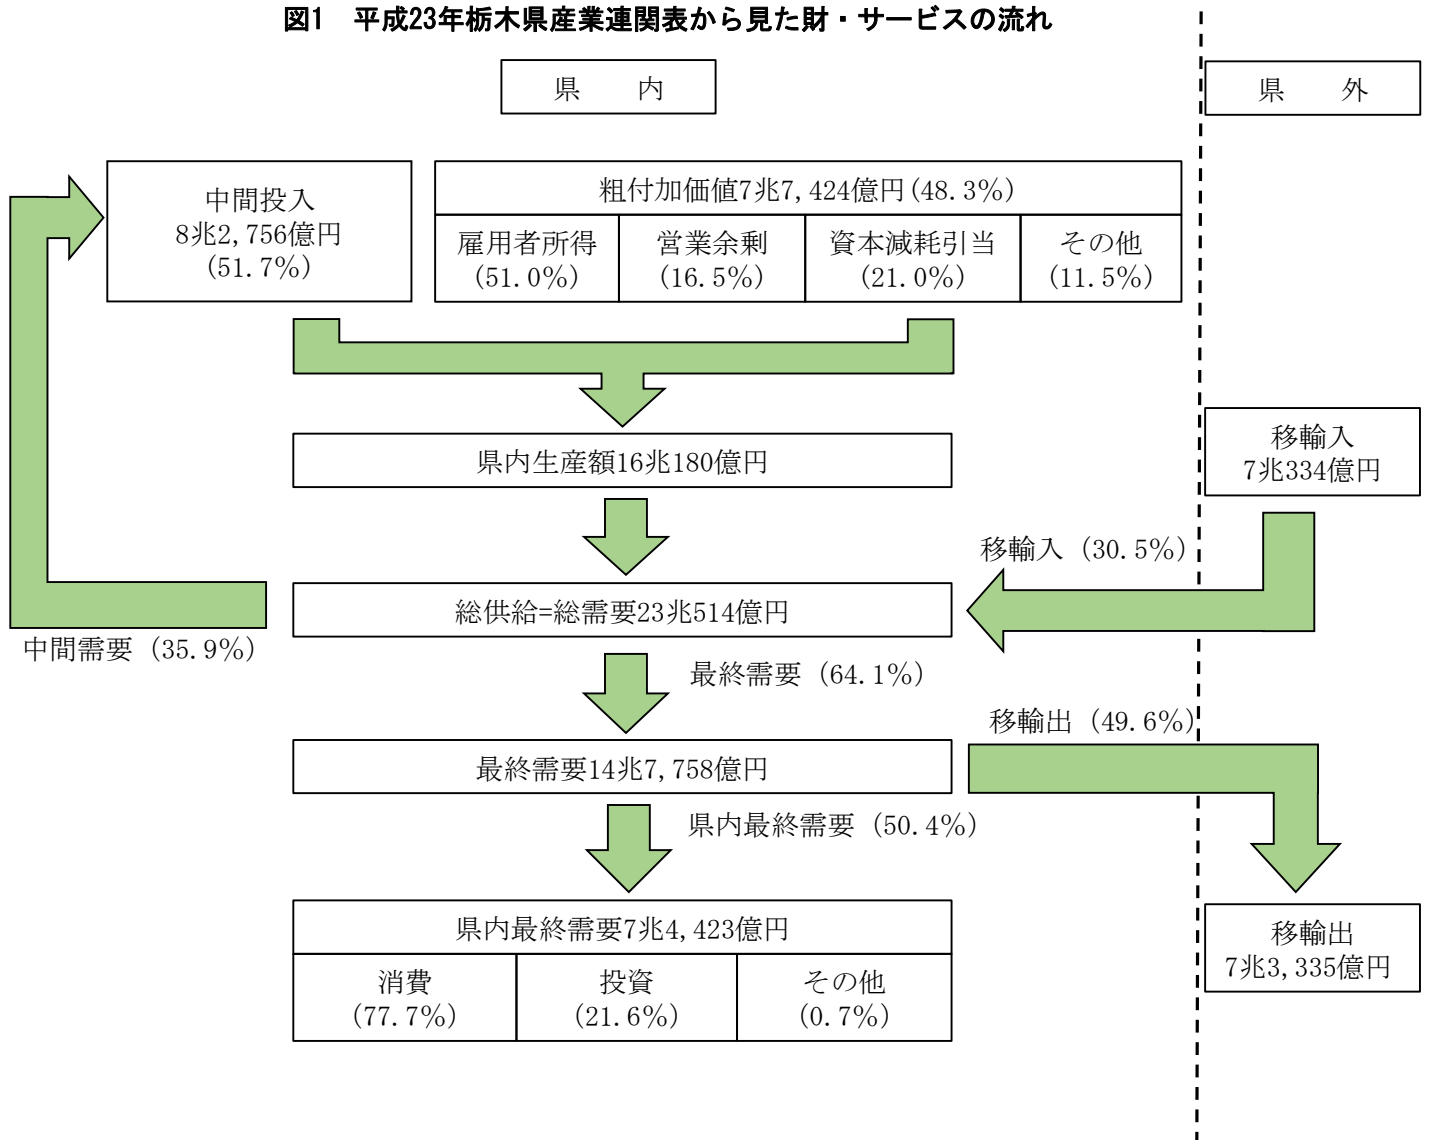 図1　平成23年栃木県産業連関表から見た財・サービスの流れ
県　　内
県　　外
中間投入
8兆2,756億円
(51.7%)
粗付加価値7兆7,424億円(48.3%)
雇用者所得
(51.0%)
営業余剰
(16.5%)
資本減耗引当
(21.0%)
その他
(11.5%)
県内生産額16兆180億円
移輸入
7兆334億円
移輸入（30.5%）
総供給=総需要23兆514億円
中間需要（35.9%）
最終需要（64.1%）
移輸出（49.6%）
最終需要14兆7,758億円
県内最終需要（50.4%）
県内最終需要7兆4,423億円
消費
(77.7%)
投資
(21.6%)
その他
(0.7%)
移輸出
7兆3,335億円